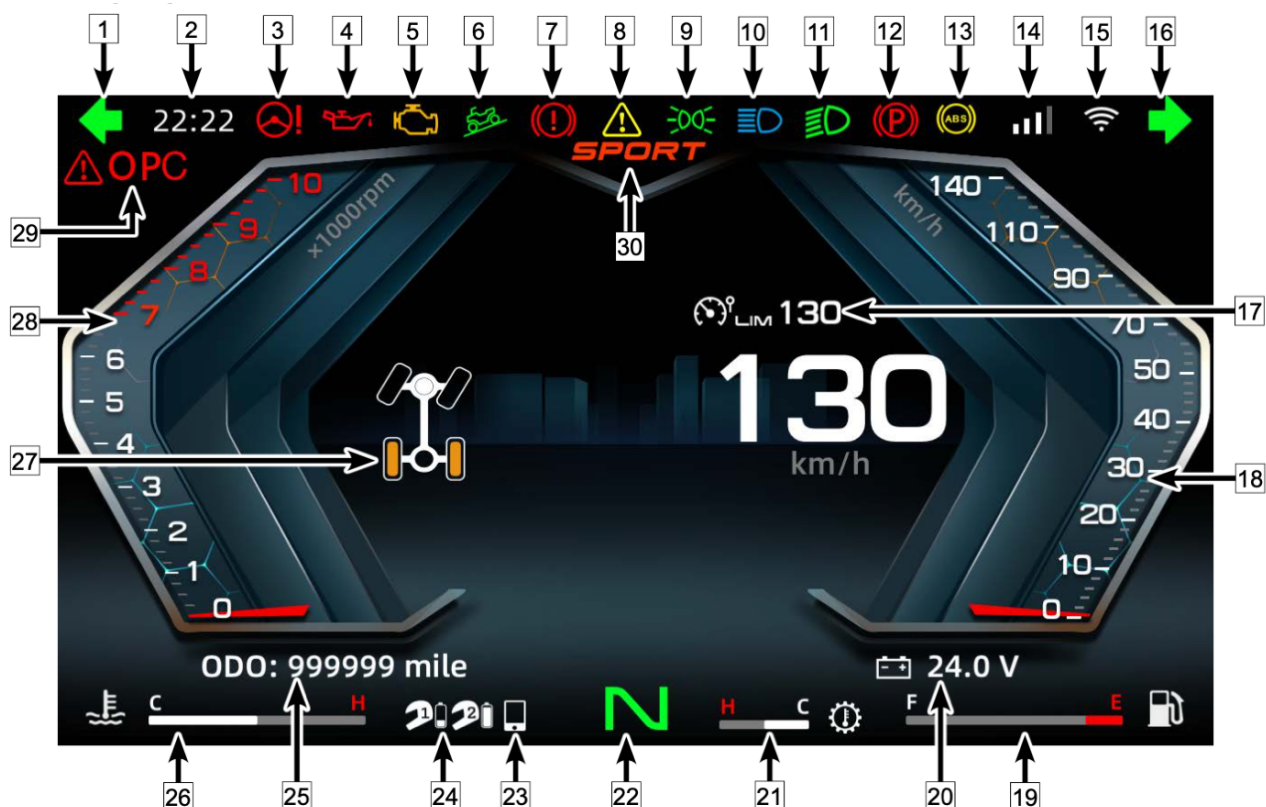 1 2 3 4 5 6 7 8 9 10 11 12 13 14 15 16
22:22 ! (!) ! P ABS
SPORT
OPC
29
30
x1000rpm
10
9
8
7
6
5
4
3
2
1
0
28
27
km/h
140
110
90
70
50
40
30
20
10
0
LIM 130
17
130
km/h
18
ODO: 999999 mile
24.0 V
C H
1 2
N
H C
F E
26 25 24 23 22 21 20 19